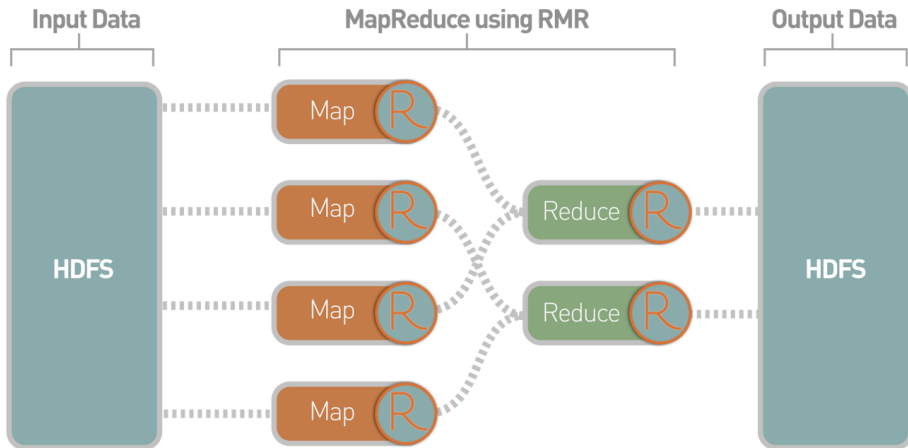 Input Data
MapReduce using RMR
Output Data
HDFS
Map R
Map R
Map R
Map R
Reduce R
Reduce R
HDFS